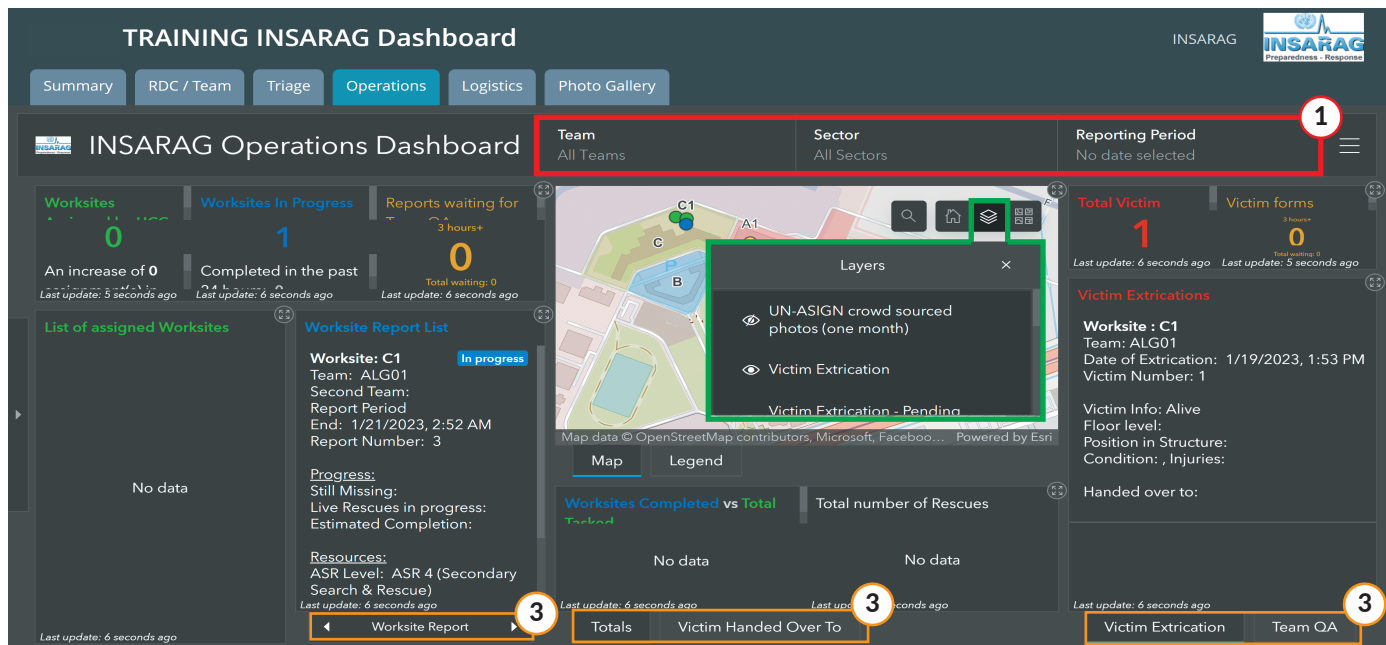 TRAINING INSARAG Dashboard
INSARAG
INSARAG
Preparedness - Response
Summary
RDC / Team
Triage
Operations
Logistics
Photo Gallery
1
INSARAG
INSARAG Operations Dashboard
Team
All Teams
Sector
All Sectors
Reporting Period
No date selected
Worksites
0
An increase of 0
Last update: 5 seconds ago
Worksites In Progress
1
Completed in the past
24 hours: 0
Last update: 6 seconds ago
Reports waiting for
3 hours+
0
Total waiting: 0
Last update: 6 seconds ago
C1
A1
C
P
B
F
Layers
UN-ASIGN crowd sourced
photos (one month)
Victim Extrication
Victim Extrication - Pending
Map data © OpenStreetMap contributors, Microsoft, Faceboo...
Powered by Esri
Map
Legend
Total Victim
1
Last update: 6 seconds ago
Victim forms
3 hours+
0
Total waiting: 0
Last update: 5 seconds ago
List of assigned Worksites
No data
Last update: 6 seconds ago
Worksite Report List
Worksite: C1
In progress
Team: ALG01
Second Team:
Report Period
End: 1/21/2023, 2:52 AM
Report Number: 3
Progress:
Still Missing:
Live Rescues in progress:
Estimated Completion:
Resources:
ASR Level: ASR 4 (Secondary
Search & Rescue)
Last update: 6 seconds ago
Worksite Report
3
Worksites Completed vs Total
Tasked
No data
Last update: 6 seconds ago
Total number of Rescues
No data
Totals
Victim Handed Over To
3
Victim Extrications
Worksite : C1
Team: ALG01
Date of Extrication: 1/19/2023, 1:53 PM
Victim Number: 1
Victim Info: Alive
Floor level:
Position in Structure:
Condition: , Injuries:
Handed over to:
Last update: 6 seconds ago
Victim Extrication
Team QA
3